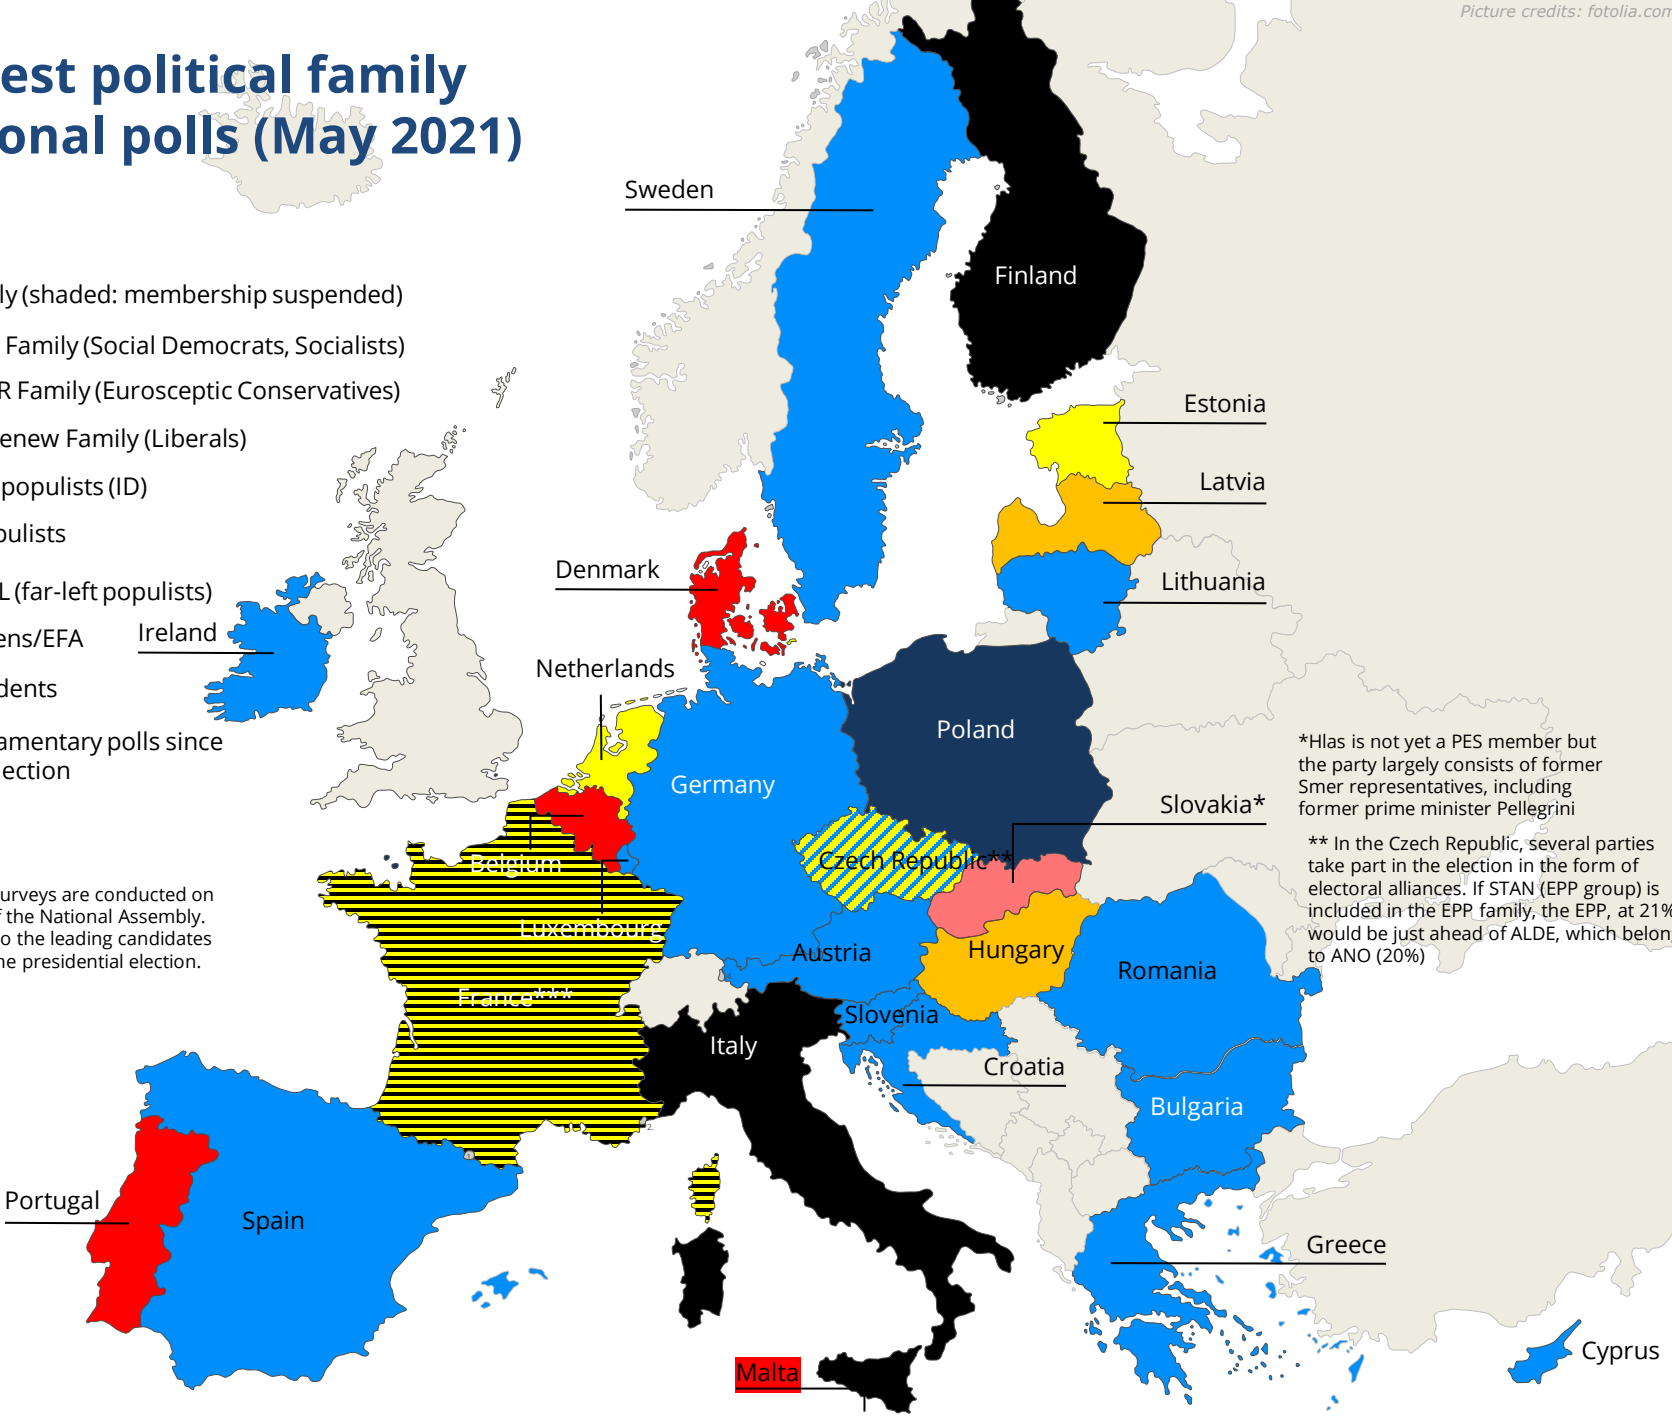 Picture credits: fotolia.com
est political family
onal polls (May 2021)
Sweden
Finland
ly (shaded: membership suspended)
Family (Social Democrats, Socialists)
R Family (Eurosceptic Conservatives)
enew Family (Liberals)
populists (ID)
pulists
L (far-left populists)
ens/EFA
dents
amentary polls since
lection
Estonia
Latvia
Lithuania
Denmark
Ireland
Netherlands
Poland
Germany
*Hlas is not yet a PES member but
the party largely consists of former
Smer representatives, including
former prime minister Pellegrini
Slovakia*
** In the Czech Republic, several parties
take part in the election in the form of
electoral alliances. If STAN (EPP group) is
included in the EPP family, the EPP, at 21%
would be just ahead of ALDE, which belon
to ANO (20%)
Czech Republic**
Belgium
Luxembourg
urveys are conducted on
f the National Assembly.
o the leading candidates
ne presidential election.
Austria
Hungary
Romania
France***
Slovenia
Italy
Croatia
Bulgaria
2.
Portugal
Spain
Greece
Malta
Cyprus